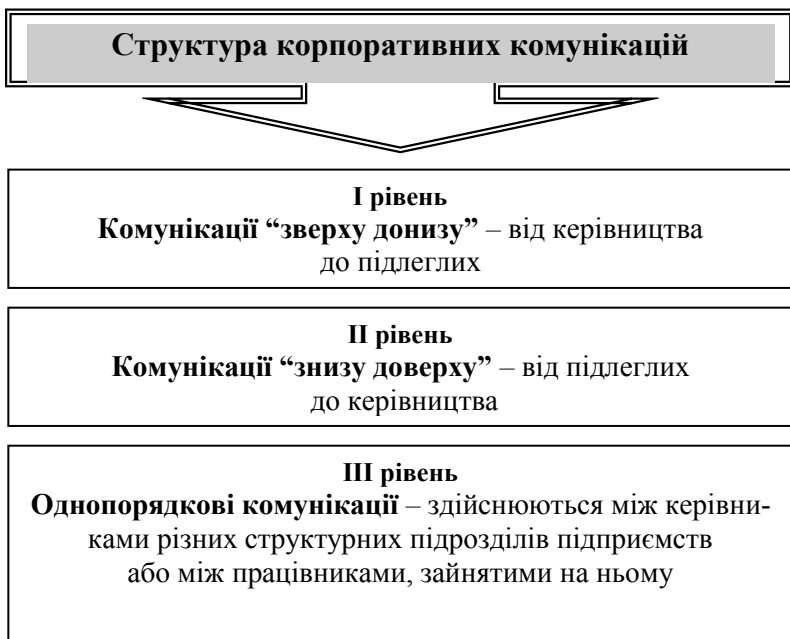 Структура корпоративних комунікацій
І рівень
Комунікації “зверху донизу” – від керівництва
до підлеглих
ІІ рівень
Комунікації “знизу доверху” – від підлеглих
до керівництва
ІІІ рівень
Однопорядкові комунікації – здійснюються між керівни-
ками різних структурних підрозділів підприємств
або між працівниками, зайнятими на ньому